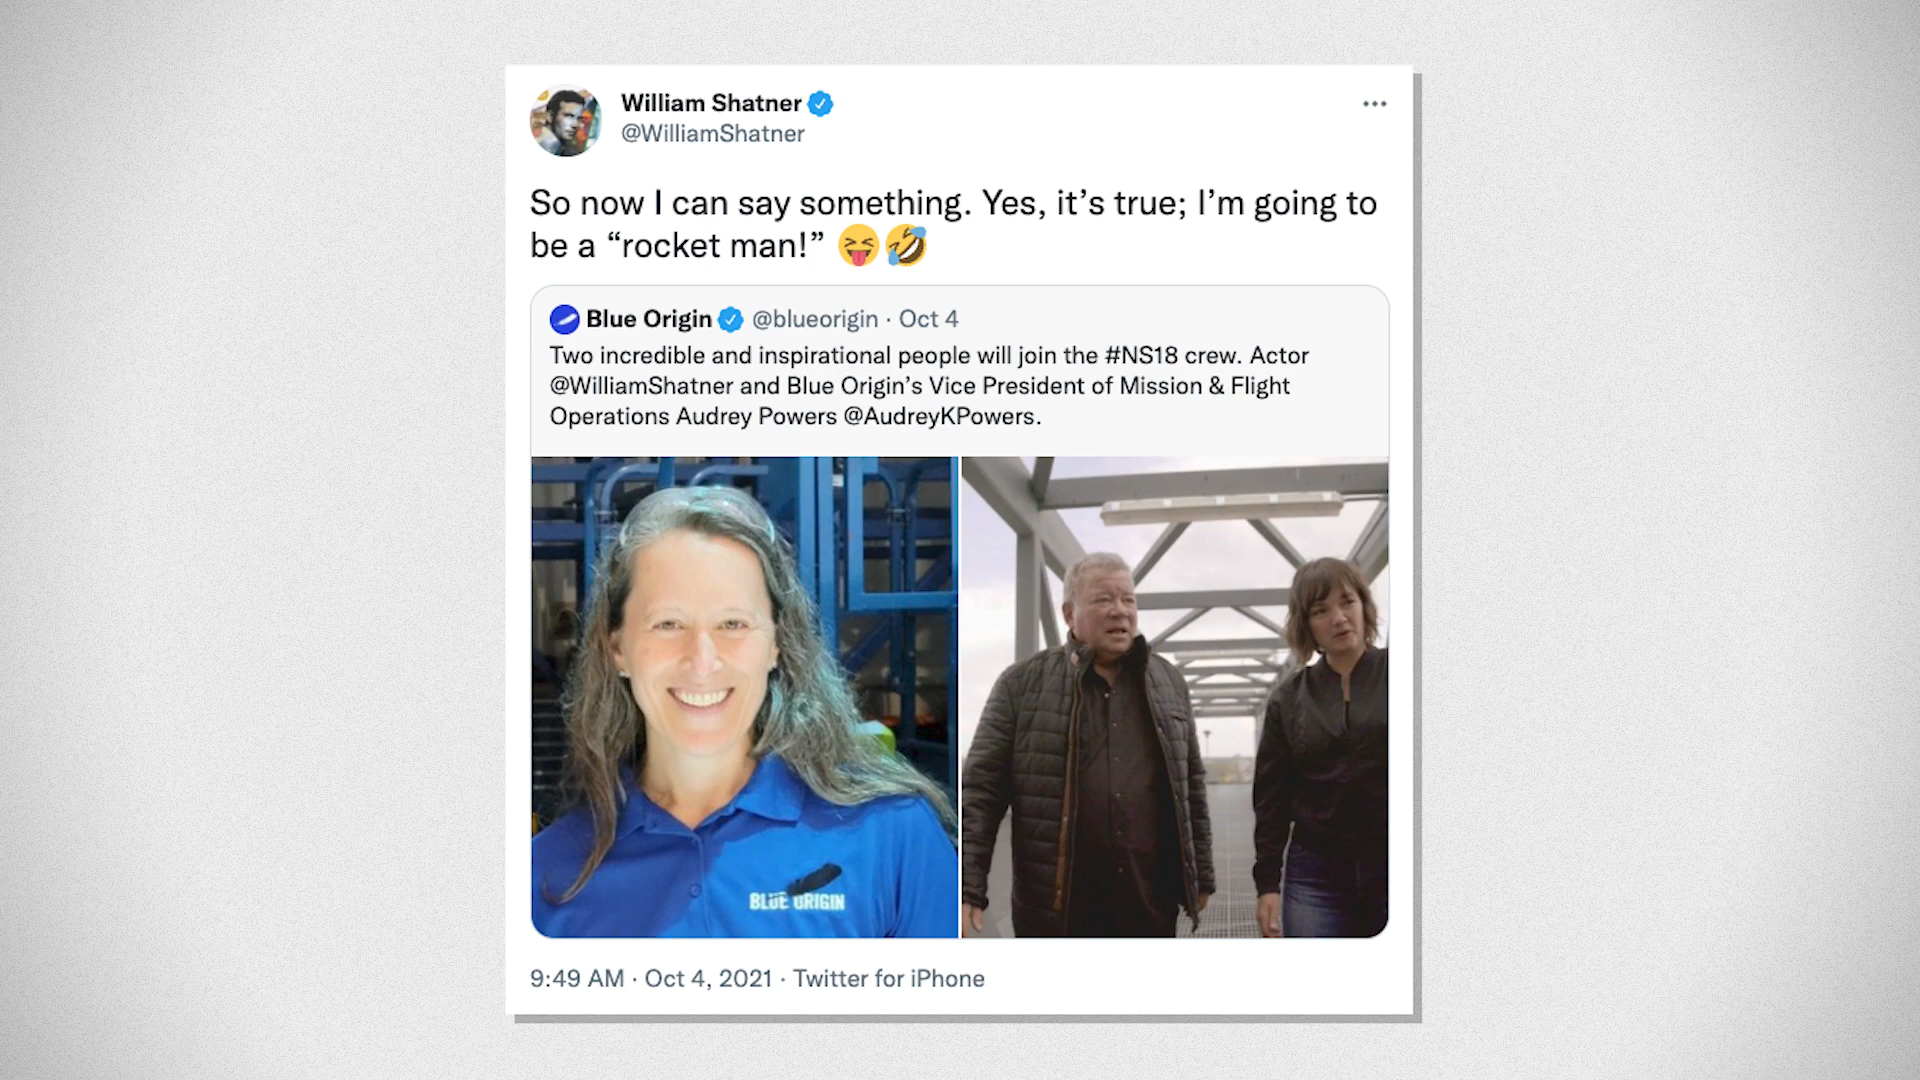 William Shatner
@WilliamShatner
So now I can say something. Yes, it’s true; I’m going to
be a “rocket man!” 😝🤣
Blue Origin @blueorigin · Oct 4
Two incredible and inspirational people will join the #NS18 crew. Actor
@WilliamShatner and Blue Origin’s Vice President of Mission & Flight
Operations Audrey Powers @AudreyKPowers.
BLUE ORIGIN
9:49 AM · Oct 4, 2021 · Twitter for iPhone